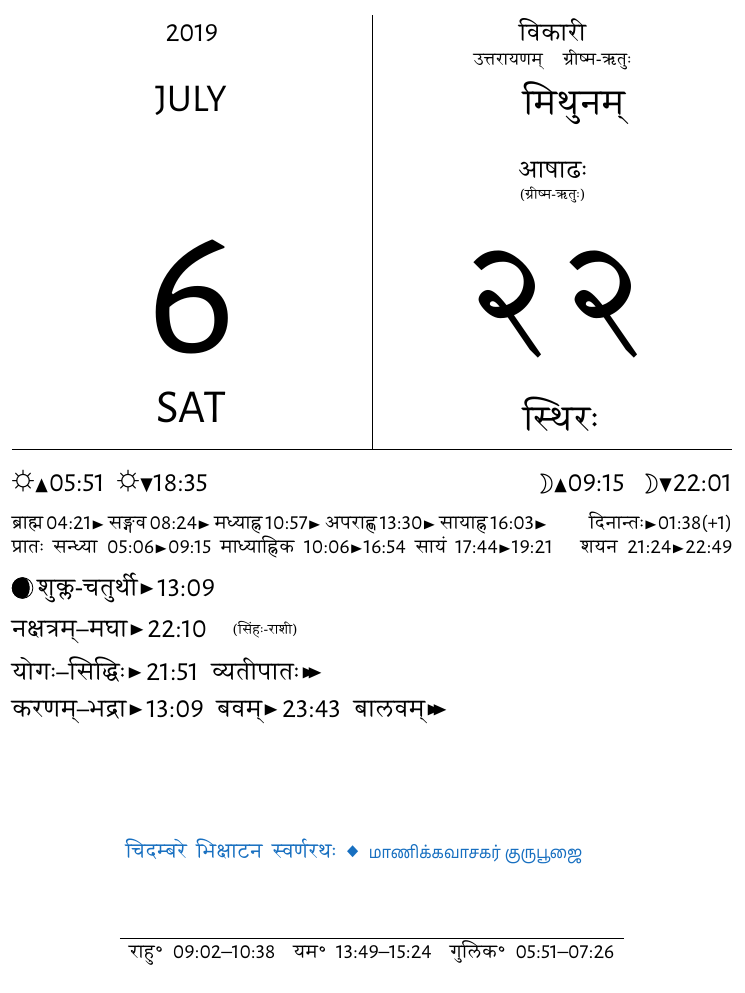 2019
JULY
6
SAT
विकारी
उत्तरायणम् ग्रीष्म-ऋतुः
मिथुनम्
आषाढः
(ग्रीष्म-ऋतुः)
२२
स्थिरः
☼▲05:51 ☼▼18:35 ☽▲09:15 ☽▼22:01
ब्राह्म 04:21► सङ्गव 08:24► मध्याह्न 10:57► अपराह्ण 13:30► सायाह्न 16:03► दिनान्तः►01:38(+1)
प्रातः सन्ध्या 05:06►09:15 माध्याह्निक 10:06►16:54 सायं 17:44►19:21 शयन 21:24►22:49
शुक्ल-चतुर्थी►13:09
नक्षत्रम्–मघा►22:10 (सिंहः-राशी)
योगः–सिद्धिः►21:51 व्यतीपातः►►
करणम्–भद्रा►13:09 बवम्►23:43 बालवम्►►
चिदम्बरे भिक्षाटन स्वर्णरथः ◆ மாணிக்கவாசகர் குருபூஜை
राहु° 09:02–10:38 यम° 13:49–15:24 गुलिक° 05:51–07:26